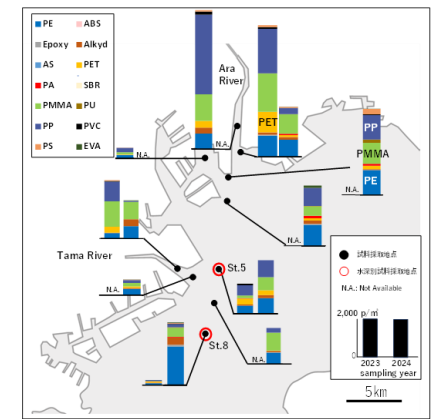 PE ABS
Epoxy Alkyd
AS PET
PA SBR
PMMA PU
PP PVC
PS EVA
Ara
River
PET
PP
PMMA
PE
N.A.
N.A.
N.A.
N.A.
Tama River
St.5
N.A.
St.8
N.A.
試料採取地点
水深別試料採取地点
N.A.: Not Available
2,000 p/㎥
0
2023 2024
sampling year
5km